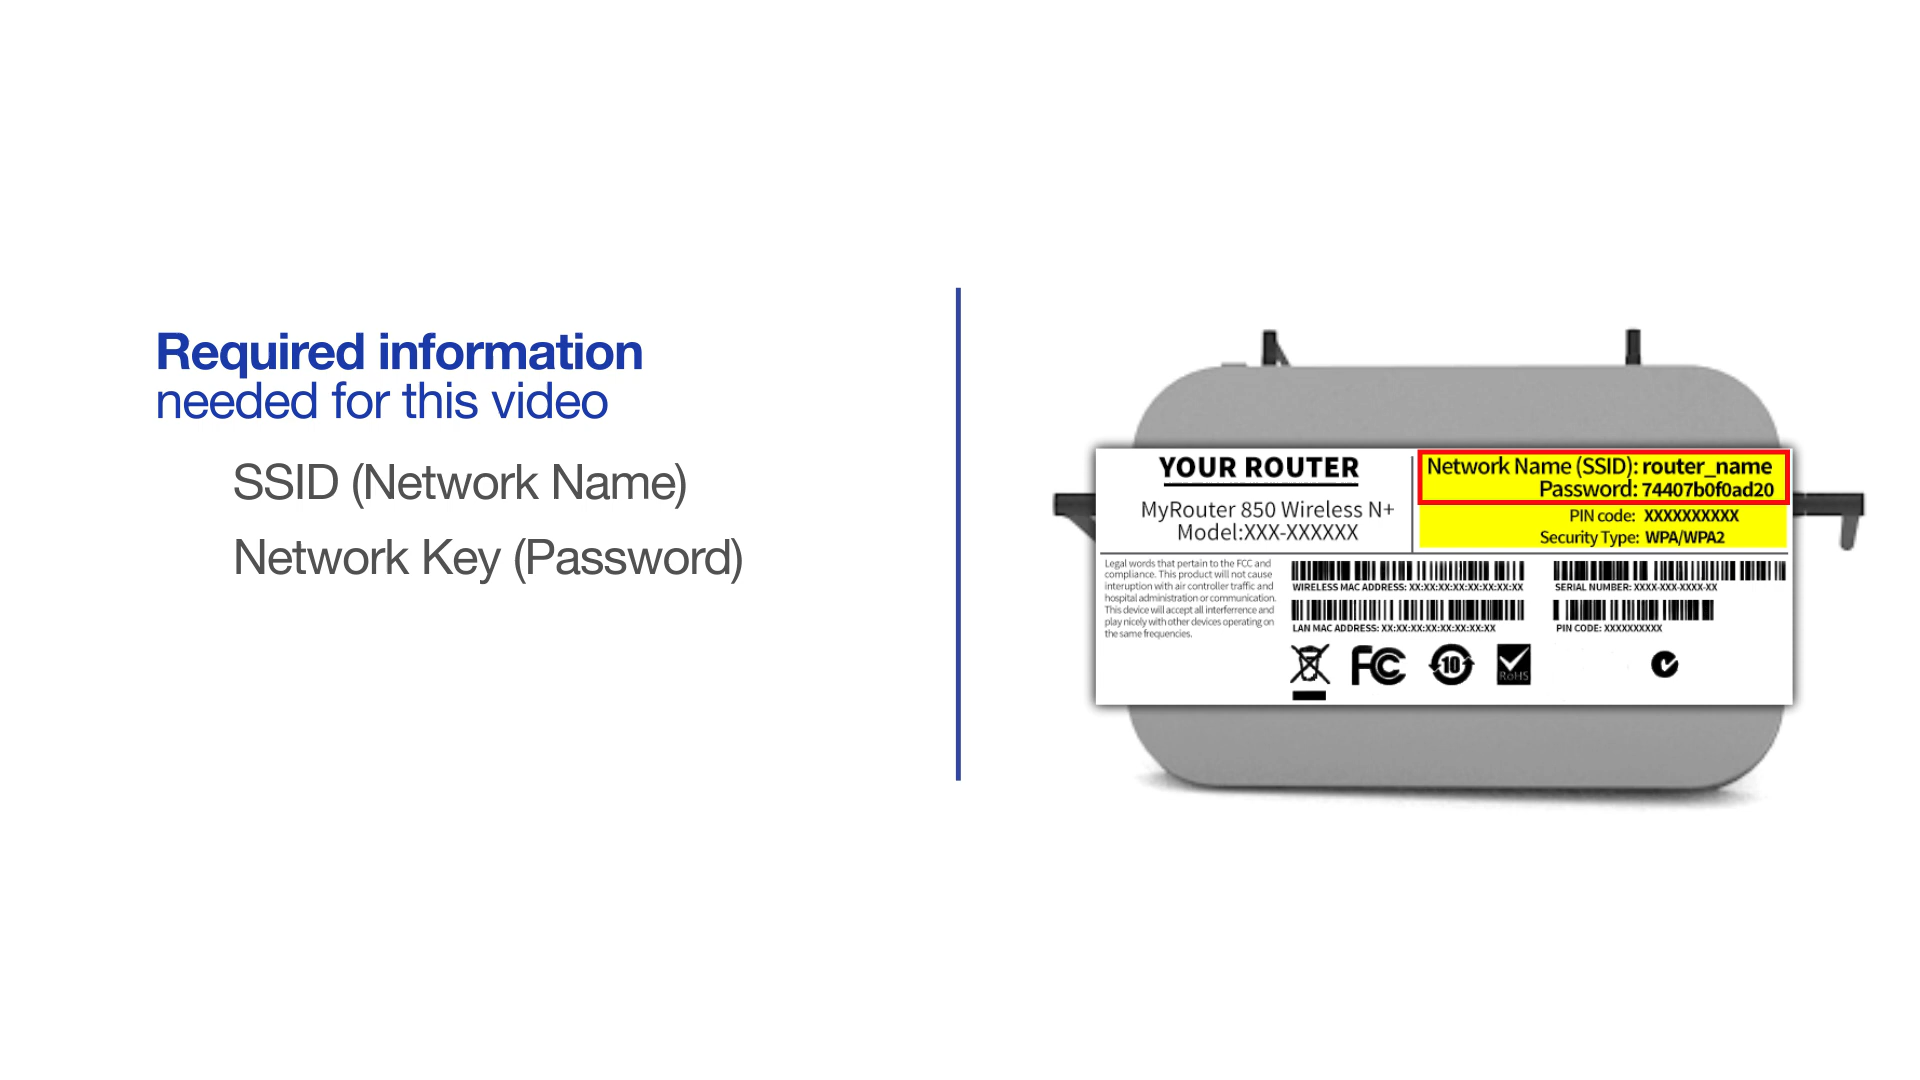 Required information
needed for this video
SSID (Network Name)
Network Key (Password)
YOUR ROUTER
MyRouter 850 Wireless N+
Model:XXX-XXXXXX
Network Name (SSID): router_name
Password: 74407b0f0ad20
PIN code: XXXXXXXXXX
Security Type: WPA/WPA2
Legal words that pertain to the FCC and
compliance. This product will not cause
interuption with air controller traffic and
hospital administration or communication.
This device will accept all interferrence and
play nicely with other devices operating on
the same frequencies.
WIRELESS MAC ADDRESS: XX:XX:XX:XX:XX:XX:XX:XX
SERIAL NUMBER: XXXX-XXX-XXXX-XX
LAN MAC ADDRESS: XX:XX:XX:XX:XX:XX:XX:XX
PIN CODE: XXXXXXXXXX
FC
10
RoHS